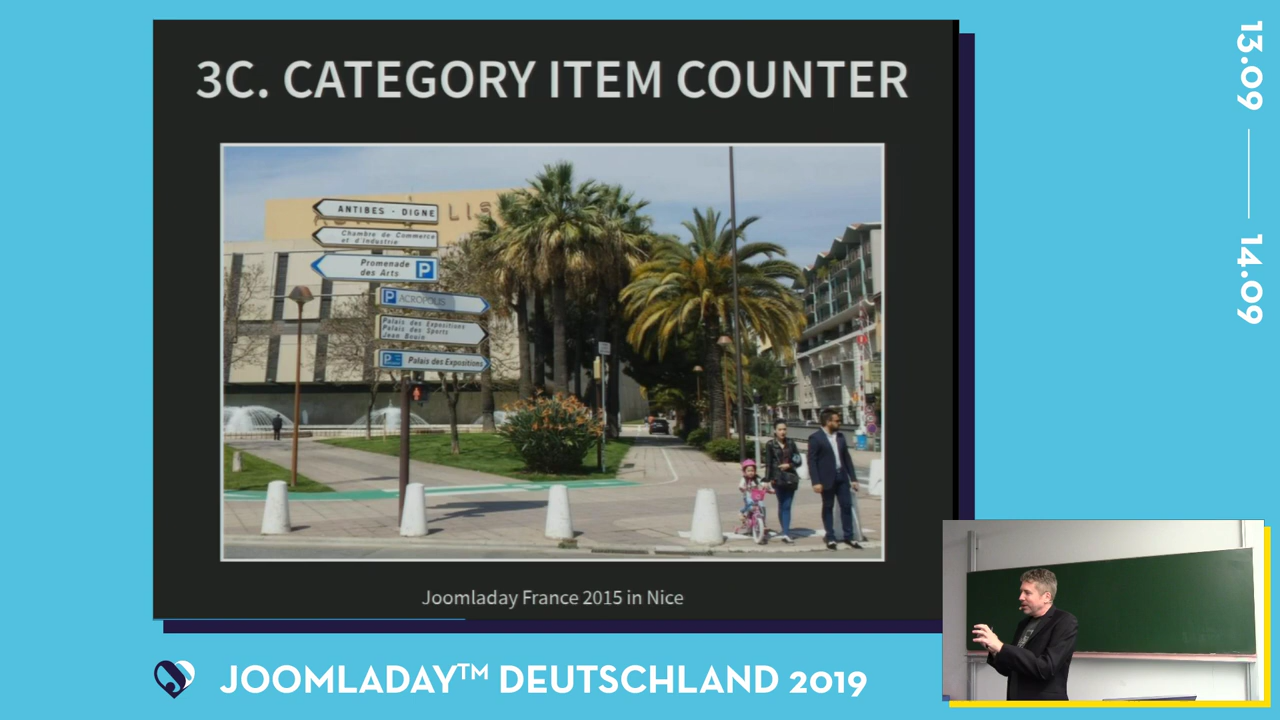 3C. CATEGORY ITEM COUNTER
ANTIBES - DIGNE
LIS
Chambre de Commerce
et d'Industrie
Promenade
des Arts P
P ACROPOLIS
Palais des Expositions
Palais des Sports
Jean Bouin
P Palais des Expositions
Joomladay France 2015 in Nice
JOOMLADAY™ DEUTSCHLAND 2019
13.09
14.09